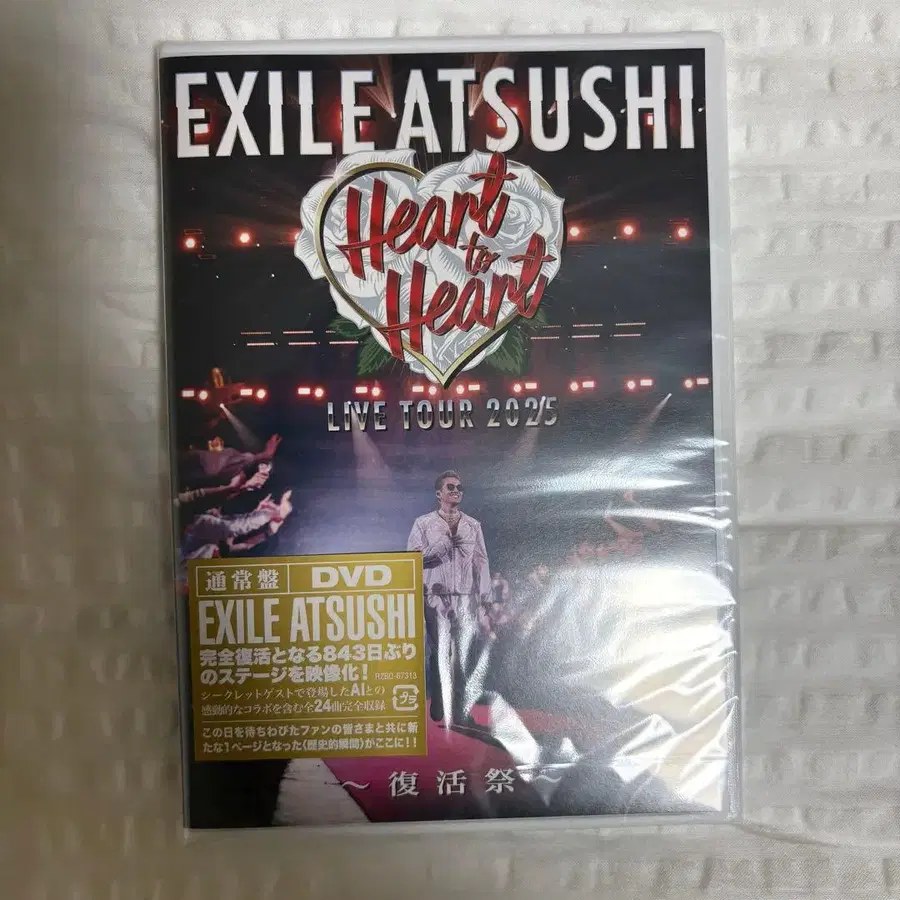 EXILE ATSUSHI
Heart
to
Heart
LIVE TOUR 2025
通常盤 DVD
EXILE ATSUSHI
完全復活となる843日ぶり
のステージを映像化!
RZBD-67313
シークレットゲストで登場したAIとの
感動的なコラボを含む全24曲完全収録
この日を待ちわびたファンの皆さまと共に新
たな1ページとなった〈歴史的瞬間〉がここに!!
～復活祭～